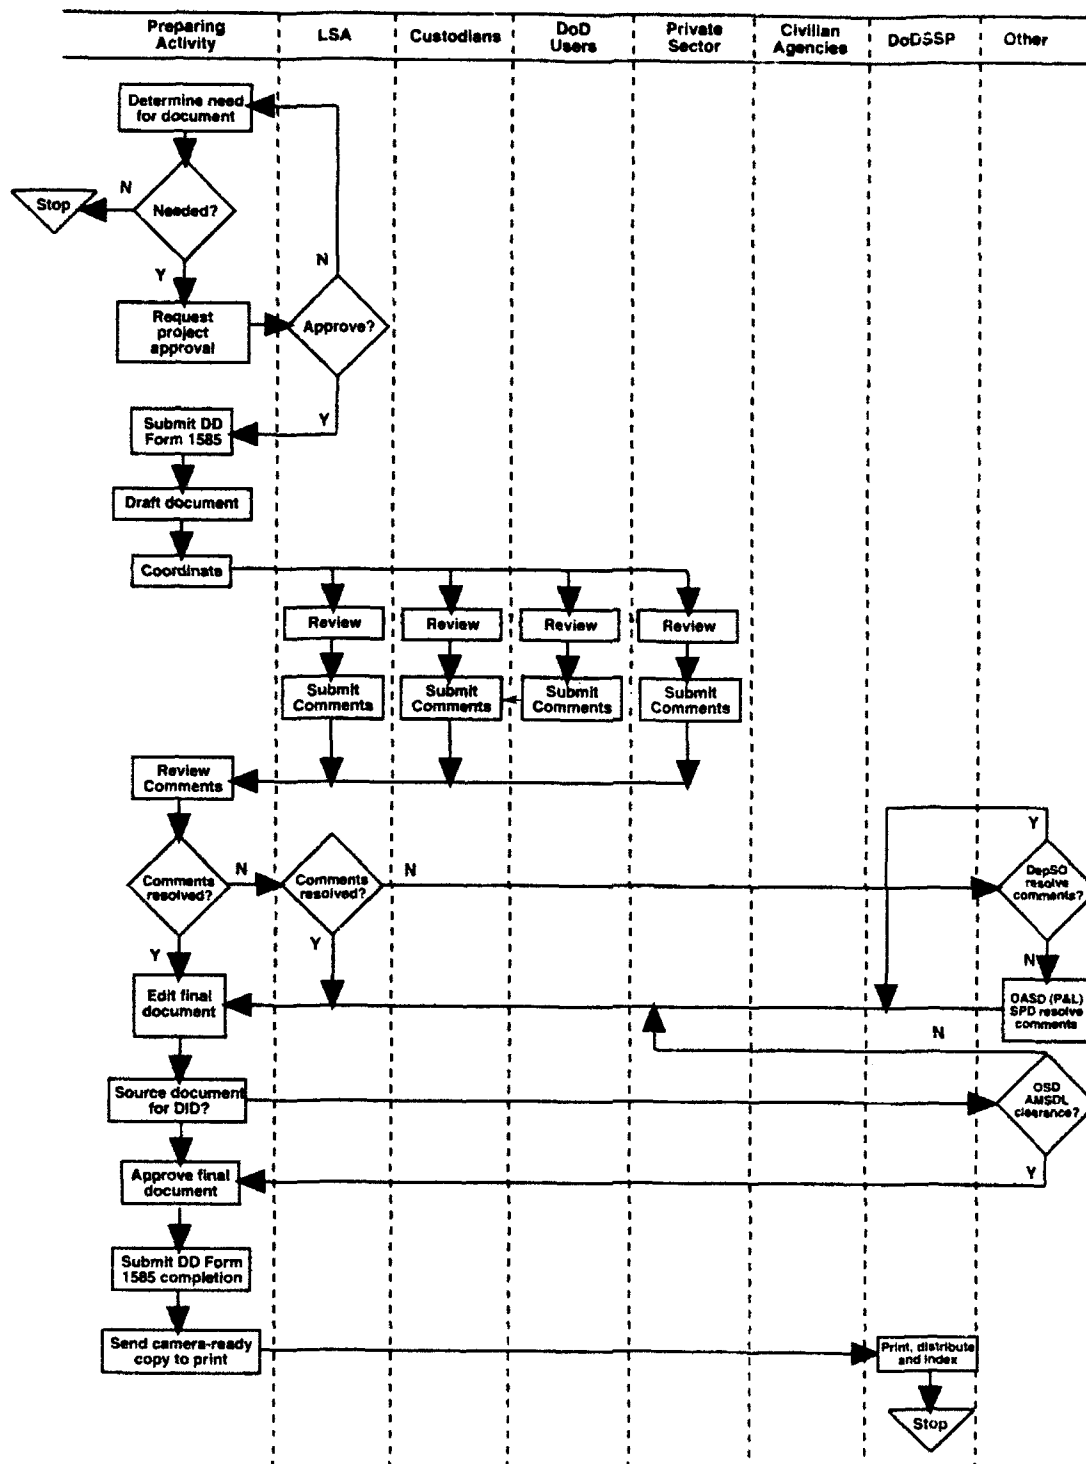 Preparing
Activity
LSA
Custodians
DoD
Users
Private
Sector
Civilian
Agencies
DoDSSP
Other
Determine need
for document
N
Stop
Needed?
Y
N
Request
project
approval
Approve?
Y
Submit DD
Form 1585
Draft document
Coordinate
Review
Review
Review
Review
Submit
Comments
Submit
Comments
Submit
Comments
Submit
Comments
Review
Comments
Y
Comments
resolved?
N
Comments
resolved?
N
DepSO
resolve
comments?
Y
Y
N
Edit final
document
OASD (P&L)
SPD resolve
comments
N
Source document
for DID?
OSD
AMSDL
clearance?
Approve final
document
Y
Submit DD Form
1585 completion
Send camera-ready
copy to print
Print, distribute
and index
Stop